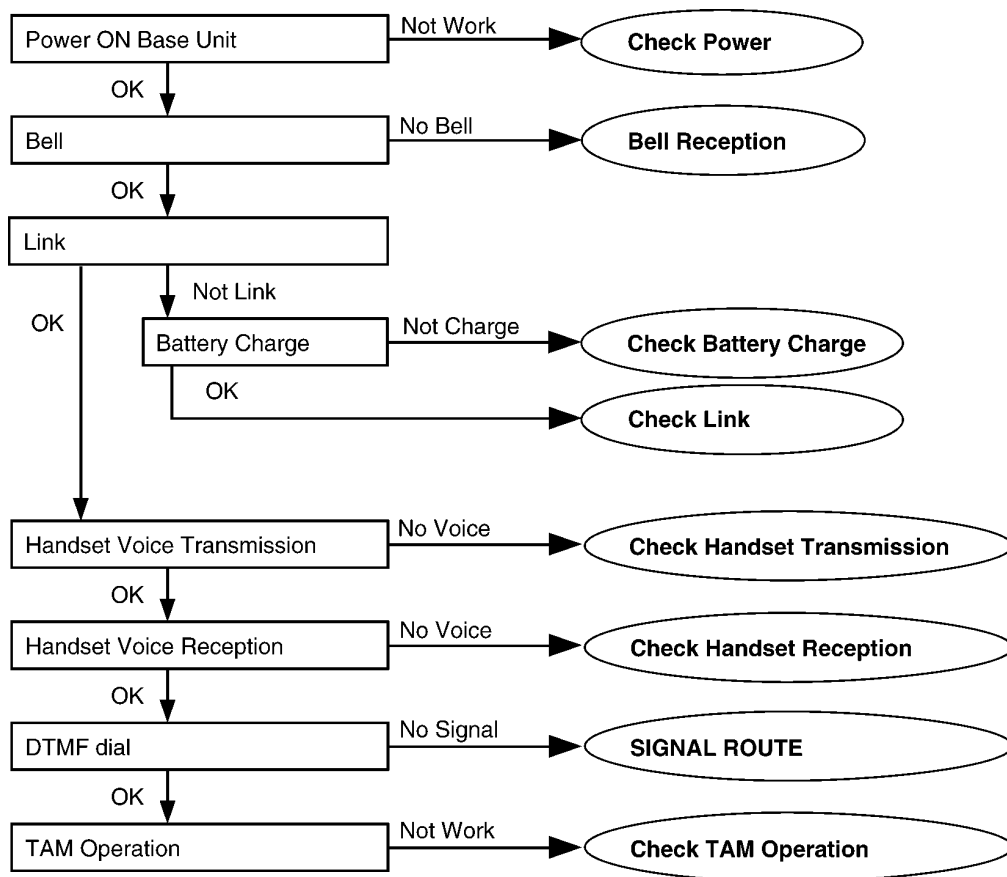 Power ON Base Unit
Not Work
Check Power
OK
Bell
No Bell
Bell Reception
OK
Link
OK
Not Link
Battery Charge
Not Charge
Check Battery Charge
OK
Check Link
Handset Voice Transmission
No Voice
Check Handset Transmission
OK
Handset Voice Reception
No Voice
Check Handset Reception
OK
DTMF dial
No Signal
SIGNAL ROUTE
OK
TAM Operation
Not Work
Check TAM Operation